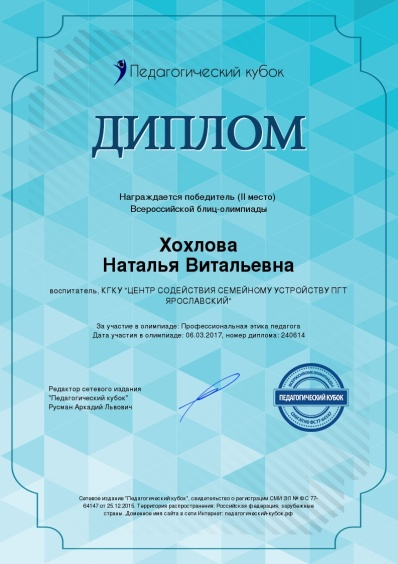 Педагогический кубок
ДИПЛОМ
Награждается победитель (II место)
Всероссийской блиц-олимпиады
Хохлова
Наталья Витальевна
воспитатель, КГКУ "ЦЕНТР СОДЕЙСТВИЯ СЕМЕЙНОМУ УСТРОЙСТВУ ПГТ
ЯРОСЛАВСКИЙ"
За участие в олимпиаде: Профессиональная этика педагога
Дата участия в олимпиаде: 06.03.2017, номер диплома: 240614
Редактор сетевого издания
"Педагогический кубок"
Русман Аркадий Львович
ПЕДАГОГИЧЕСКИЙ КУБОК
Сетевое издание "Педагогический кубок", свидетельство о регистрации СМИ ЭЛ № ФС 77-
64147 от 25.12.2015. Территория распространения: Российская федерация, зарубежные
страны. Доменное имя сайта в сети Интернет: педагогический-кубок.рф